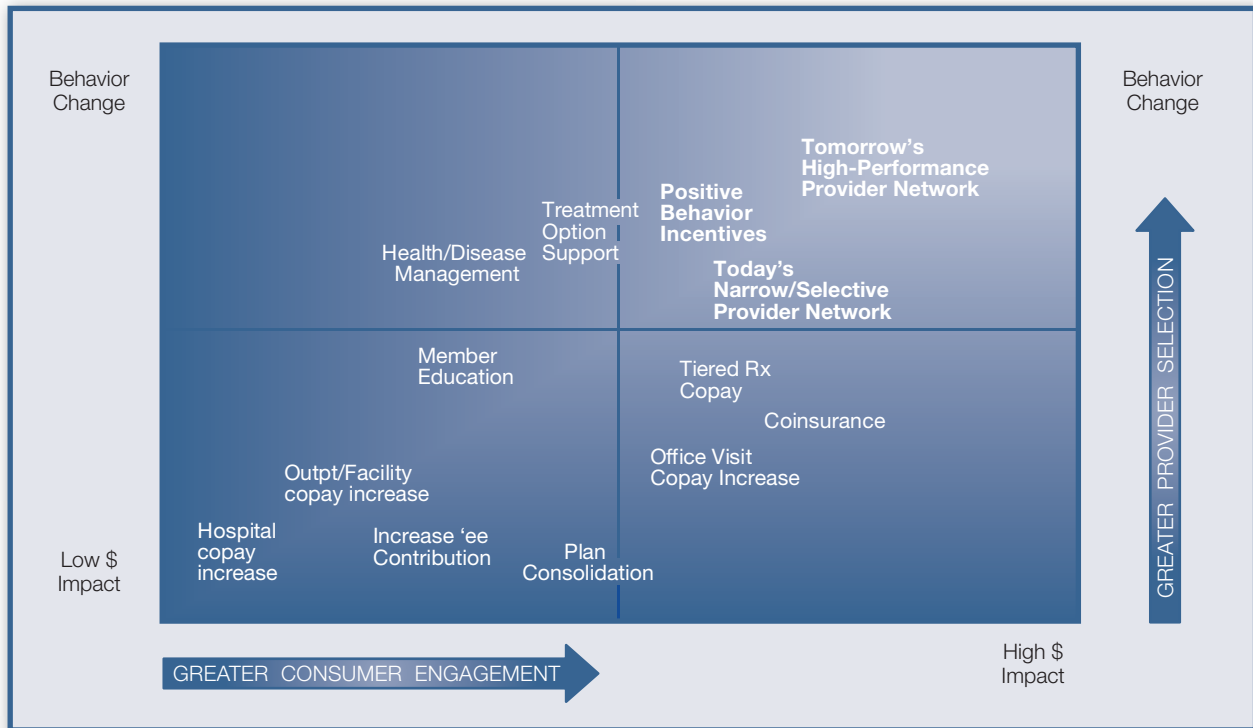 Behavior
Change
Behavior
Change
Tomorrow's
High-Performance
Provider Network
Positive
Behavior
Incentives
Treatment
Option
Support
Health/Disease
Management
Today's
Narrow/Selective
Provider Network
Member
Education
Tiered Rx
Copay
Coinsurance
Office Visit
Copay Increase
Outpt/Facility
copay increase
Hospital
copay
increase
Increase ‘ee
Contribution
Plan
Consolidation
Low $
Impact
High $
Impact
GREATER CONSUMER ENGAGEMENT
GREATER PROVIDER SELECTION